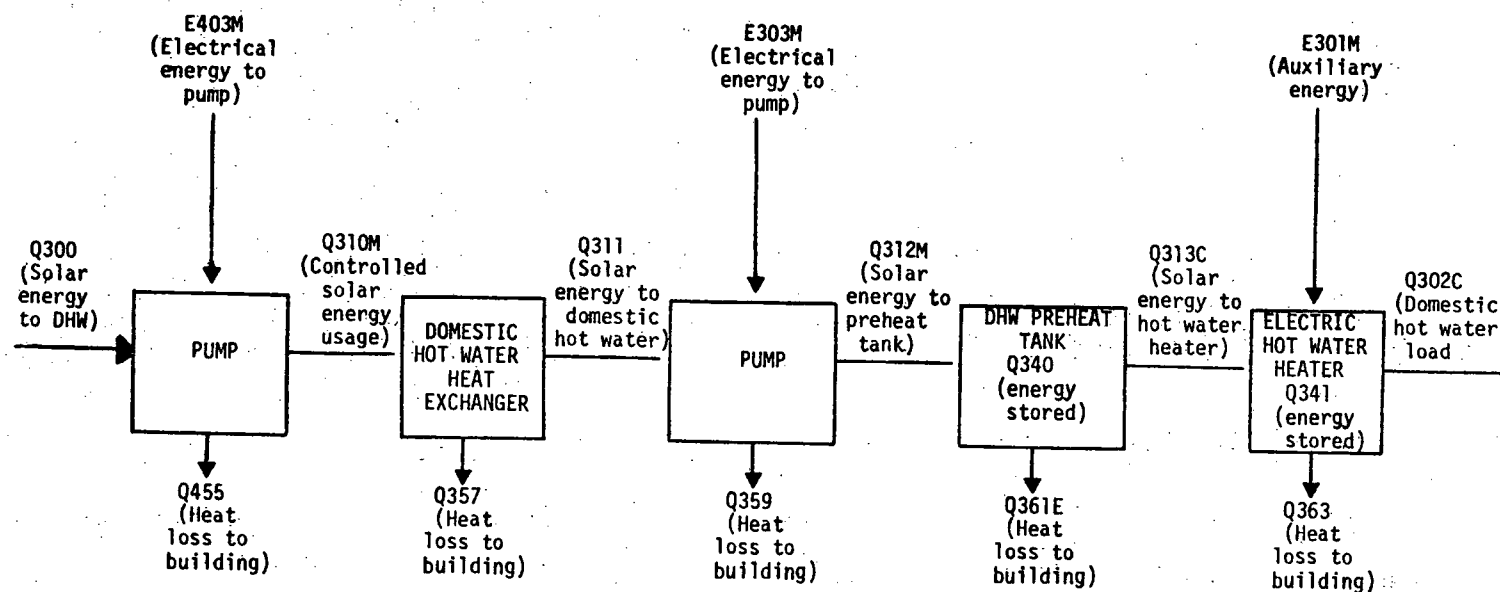 E403M
(Electrical
energy to
pump)
E303M
(Electrical
energy to
pump)
E301M
(Auxiliary
energy)
Q300
(Solar
energy
to DHW)
PUMP
Q310M
(Controlled
solar
energy
usage)
DOMESTIC
HOT WATER
HEAT
EXCHANGER
Q311
(Solar
energy to
domestic
hot water)
PUMP
Q312M
(Solar
energy to
preheat
tank)
DHW PREHEAT
TANK
Q340
(energy
stored)
Q313C
(Solar
energy to
hot water
heater)
ELECTRIC
HOT WATER
HEATER
Q341
(energy
stored)
Q302C
(Domestic
hot water
load
Q455
(Heat
loss to
building)
Q357
(Heat
loss to
building)
Q359
(Heat
loss to
building)
Q361E
(Heat
loss to
building)
Q363
(Heat
loss to
building)